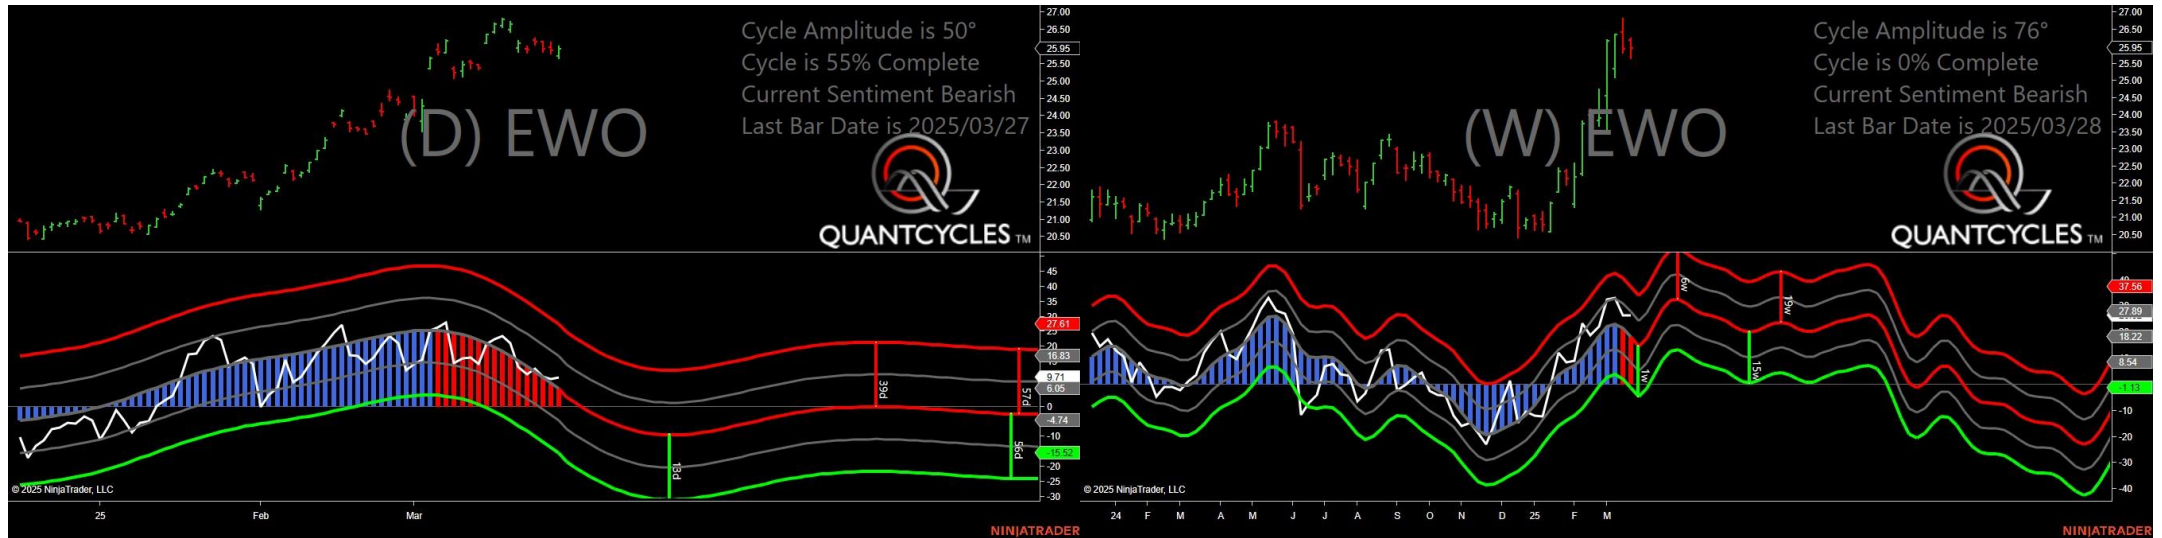 Cycle Amplitude is 50°
Cycle is 55% Complete
Current Sentiment Bearish
Last Bar Date is 2025/03/27
(D) EWO
QUANTCYCLES TM
27.00
26.50
25.95
25.50
25.00
24.50
24.00
23.50
23.00
22.50
22.00
21.50
21.00
20.50
45
40
35
30
27.61
25
20
16.83
9.71
6.05
0
-4.74
-10
-15.52
-20
-25
-30
13d
39d
56d
57d
© 2025 NinjaTrader, LLC
25 Feb Mar
NINJATRADER
Cycle Amplitude is 76°
Cycle is 0% Complete
Current Sentiment Bearish
Last Bar Date is 2025/03/28
(W) EWO
QUANTCYCLES TM
27.00
26.50
25.95
25.50
25.00
24.50
24.00
23.50
23.00
22.50
22.00
21.50
21.00
20.50
37.56
27.89
18.22
8.54
-1.13
-10
-20
-30
-40
1w
6w
15w
19w
© 2025 NinjaTrader, LLC
24 F M A M J J A S O N D 25 F M
NINJATRADER